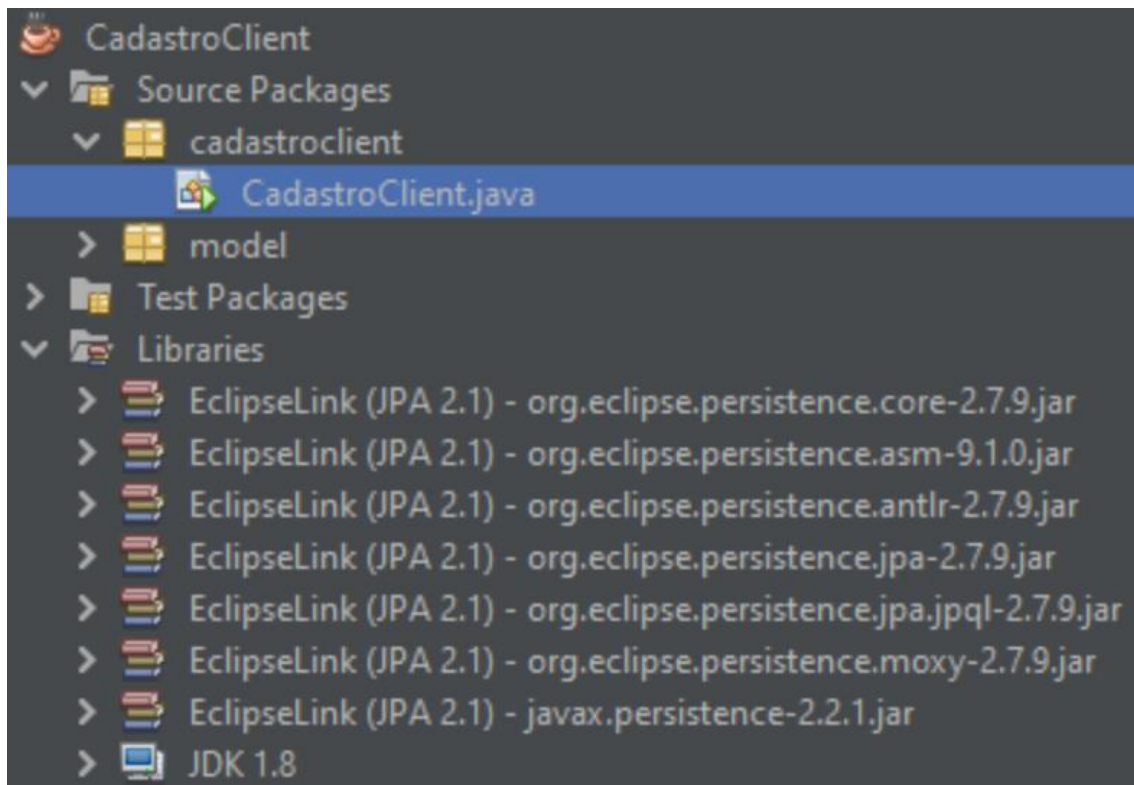 CadastroClient
Source Packages
cadastroclient
CadastroClient.java
model
Test Packages
Libraries
EclipseLink (JPA 2.1) - org.eclipse.persistence.core-2.7.9.jar
EclipseLink (JPA 2.1) - org.eclipse.persistence.asm-9.1.0.jar
EclipseLink (JPA 2.1) - org.eclipse.persistence.antlr-2.7.9.jar
EclipseLink (JPA 2.1) - org.eclipse.persistence.jpa-2.7.9.jar
EclipseLink (JPA 2.1) - org.eclipse.persistence.jpa.jpql-2.7.9.jar
EclipseLink (JPA 2.1) - org.eclipse.persistence.moxy-2.7.9.jar
EclipseLink (JPA 2.1) - javax.persistence-2.2.1.jar
JDK 1.8